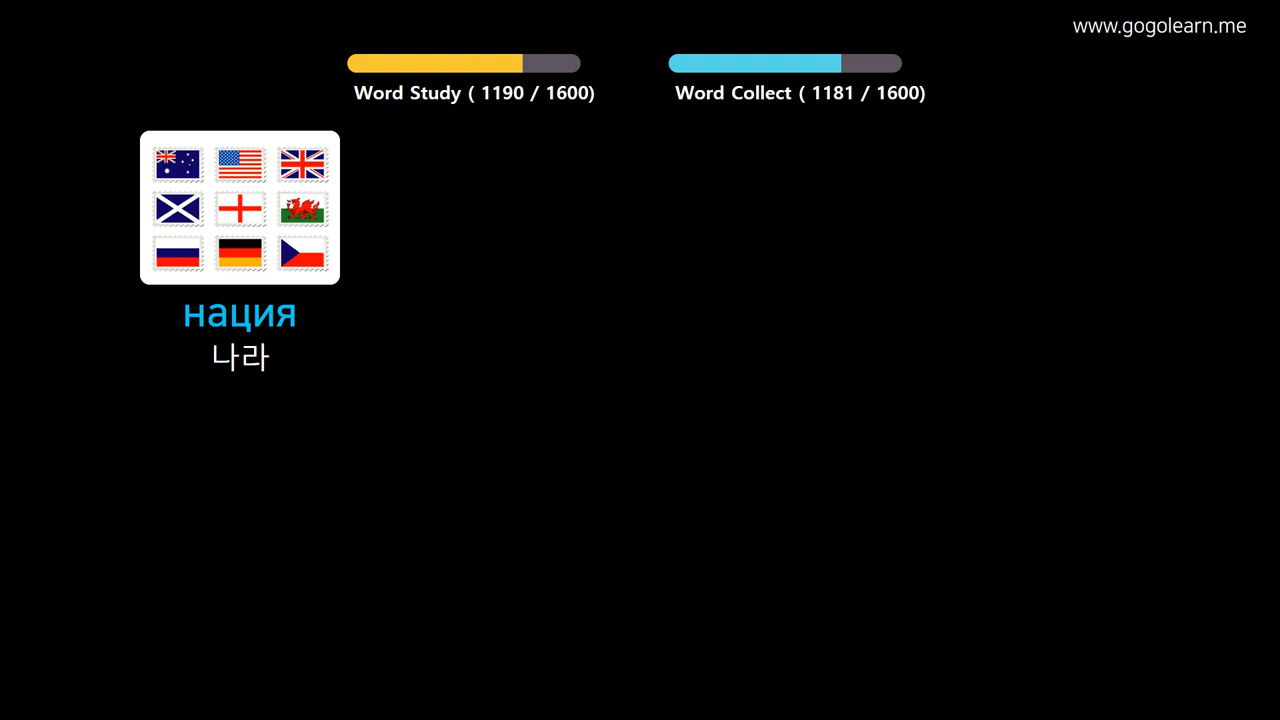 www.gogolearn.me
Word Study ( 1190 / 1600)
Word Collect ( 1181 / 1600)
нация
나라